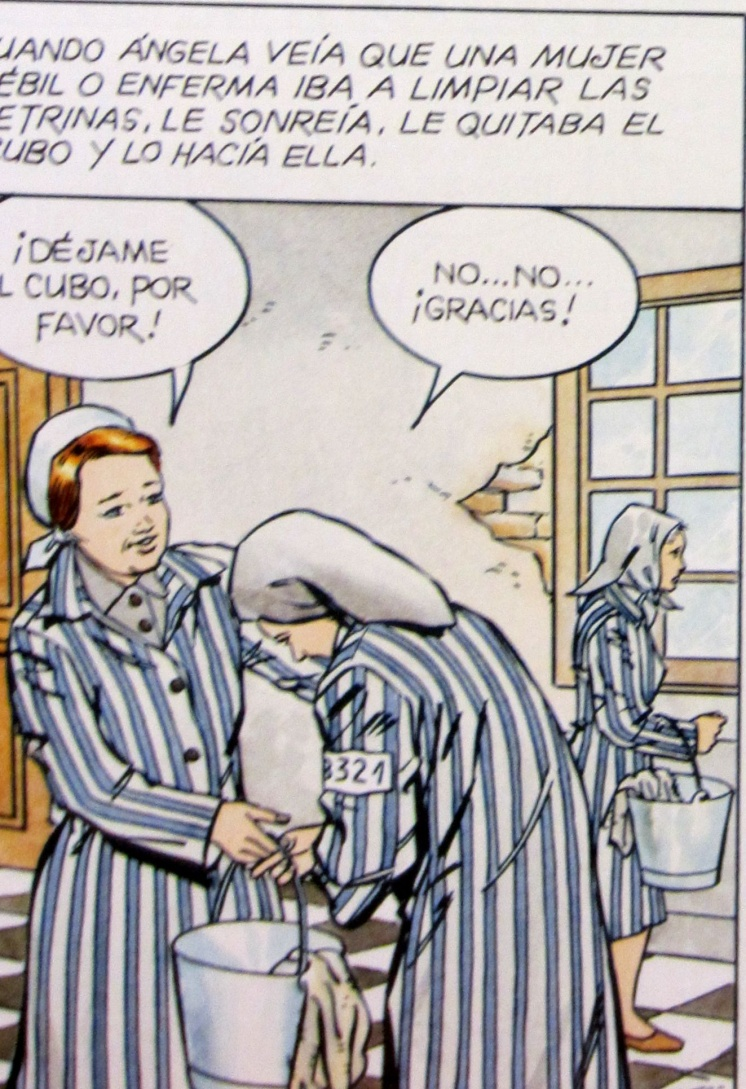 UANDO ÁNGELA VEÍA QUE UNA MUJER
ÉBIL O ENFERMA IBA A LIMPIAR LAS
ETRINAS, LE SONREÍA, LE QUITABA EL
UBO Y LO HACÍA ELLA.
¡DÉJAME
L CUBO, POR
FAVOR!
NO...NO...
¡GRACIAS!
3321